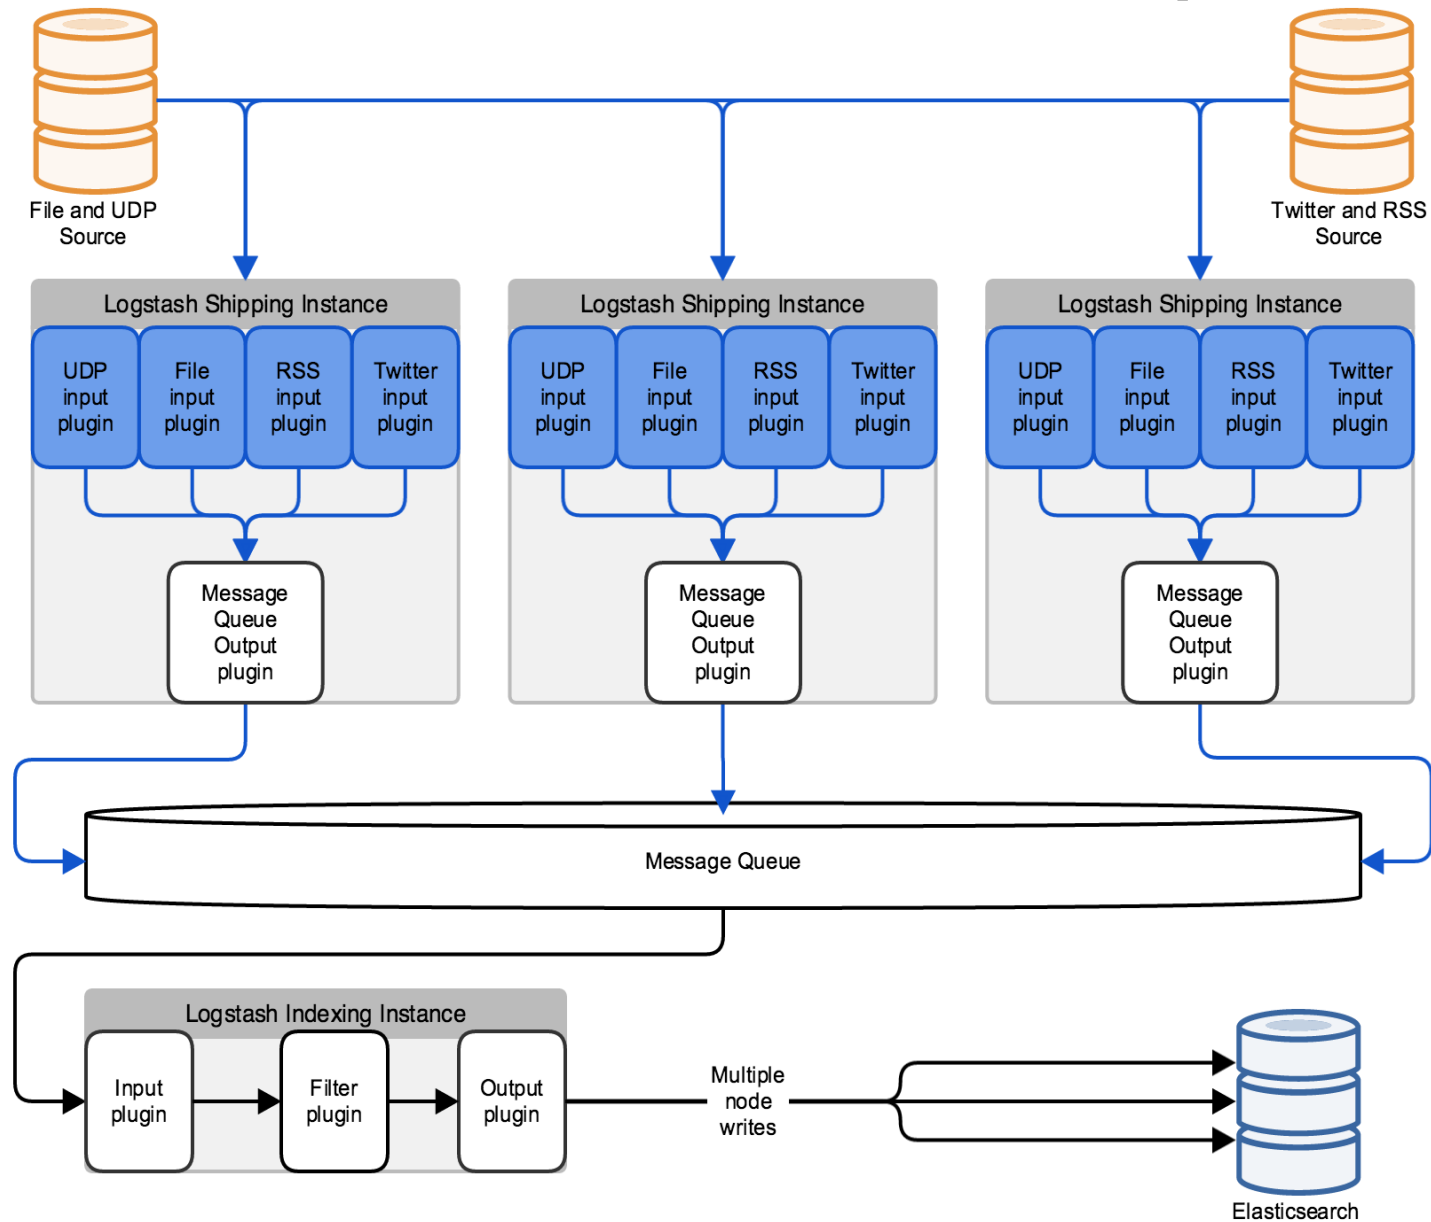 File and UDP
Source
Twitter and RSS
Source
Logstash Shipping Instance
UDP
input
plugin
File
input
plugin
RSS
input
plugin
Twitter
input
plugin
Message
Queue
Output
plugin
Logstash Shipping Instance
UDP
input
plugin
File
input
plugin
RSS
input
plugin
Twitter
input
plugin
Message
Queue
Output
plugin
Logstash Shipping Instance
UDP
input
plugin
File
input
plugin
RSS
input
plugin
Twitter
input
plugin
Message
Queue
Output
plugin
Message Queue
Logstash Indexing Instance
Input
plugin
Filter
plugin
Output
plugin
Multiple
node
writes
Elasticsearch